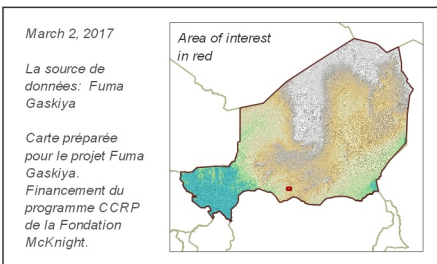 March 2, 2017
La source de
données: Fuma
Gaskiya
Carte préparée
pour le projet Fuma
Gaskiya.
Financement du
programme CCRP
de la Fondation
McKnight.
Area of interest
in red